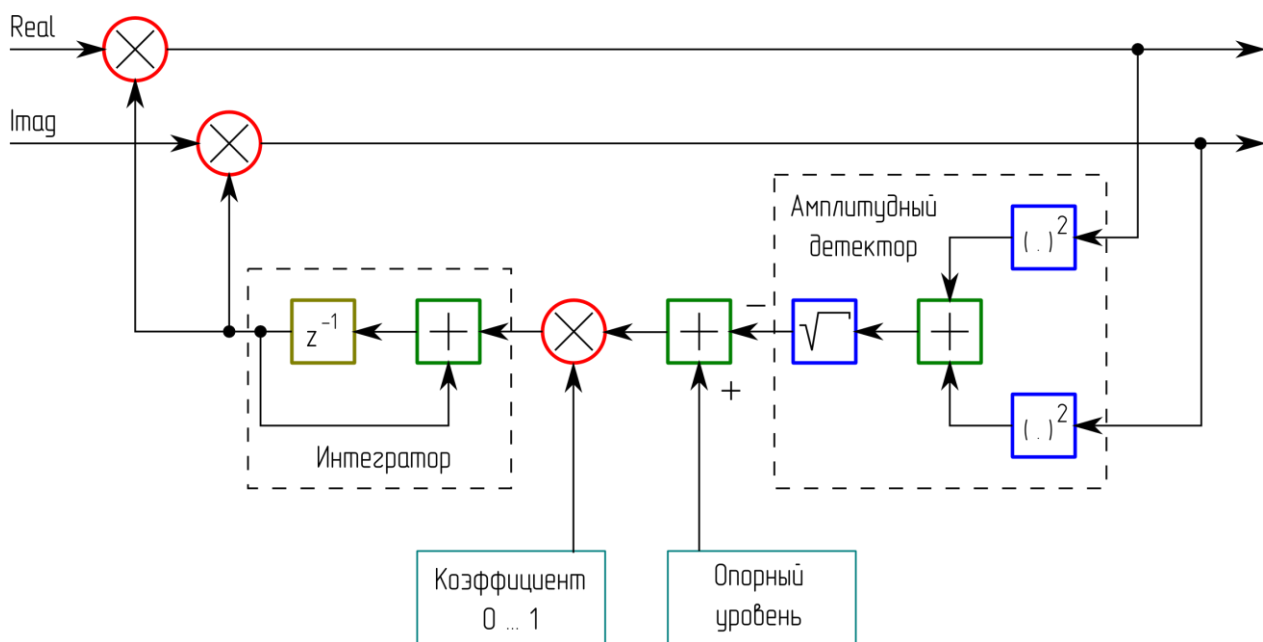 Real
Imag
Амплитудный
детектор
( . ) 2
z -1
−
+
( . ) 2
Интегратор
Коэффициент
0 ... 1
Опорный
уровень